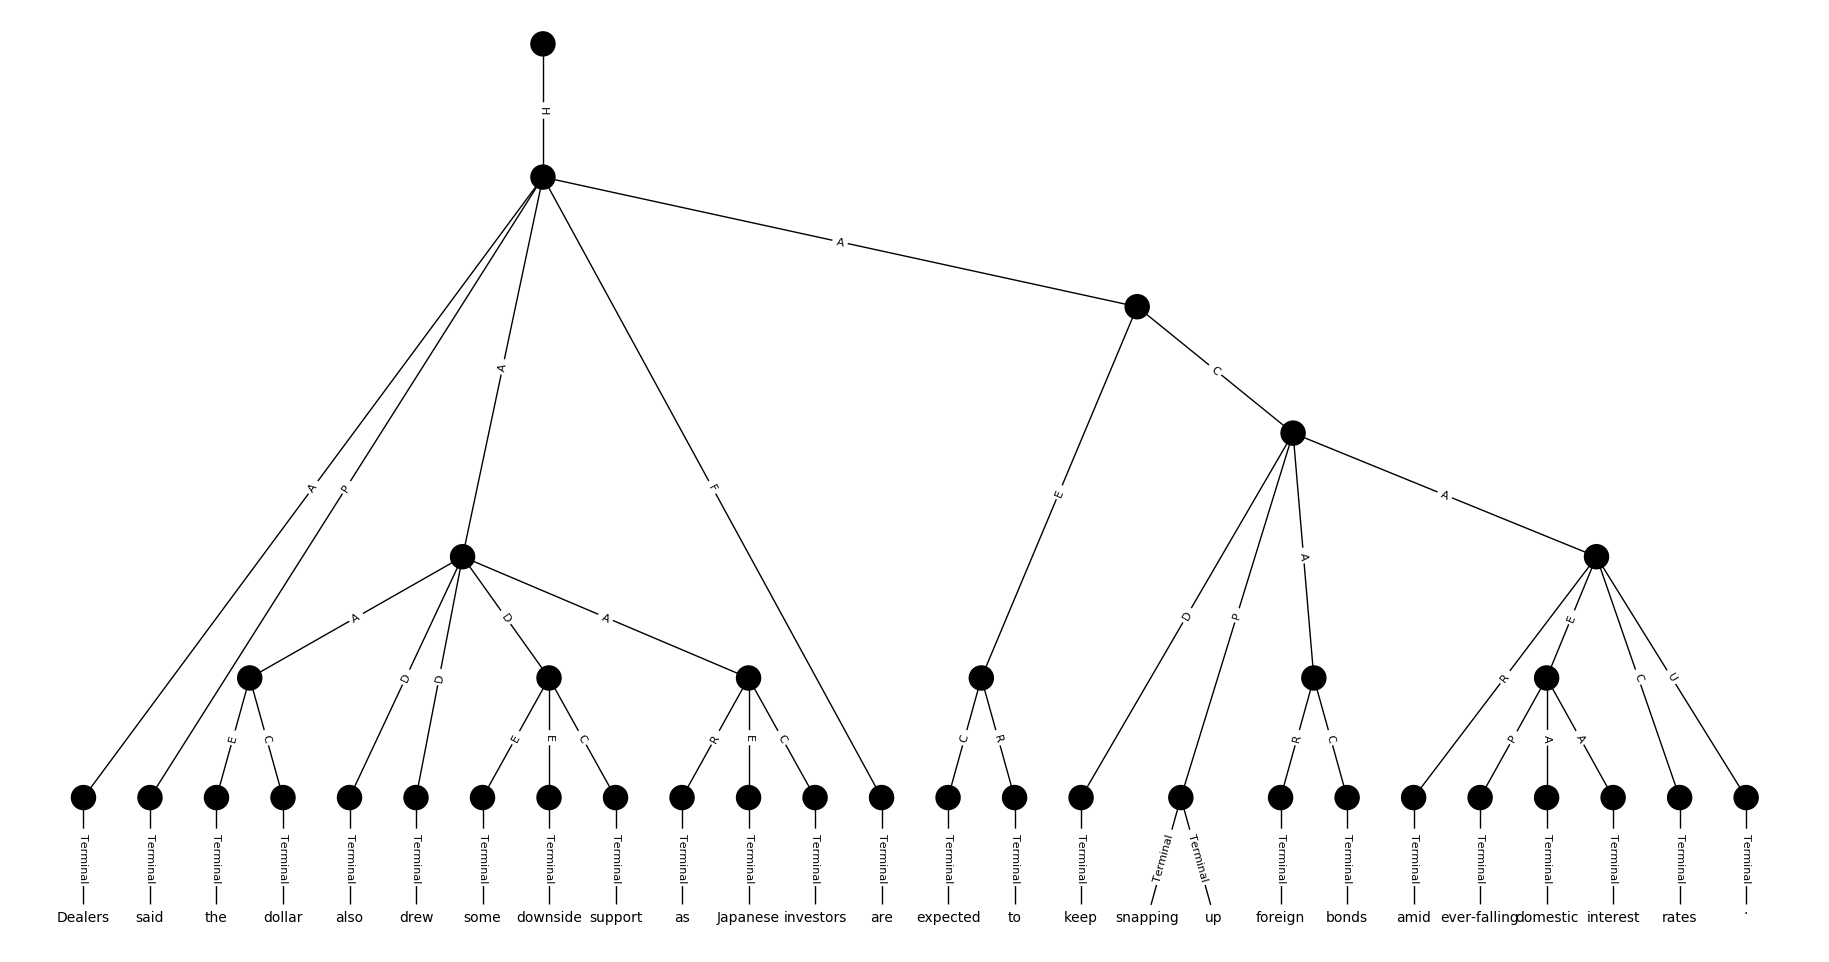 H
A
A
C
A P F E A
A
A D A D P A E
D D R C U
E C E E C R E C C R R C P A A
Terminal Terminal Terminal Terminal Terminal Terminal Terminal Terminal Terminal Terminal Terminal Terminal Terminal Terminal Terminal Terminal Terminal Terminal Terminal Terminal Terminal Terminal Terminal Terminal Terminal Terminal
Dealers said the dollar also drew some downside support as Japanese investors are expected to keep snapping up foreign bonds amid ever-falling domestic interest rates .